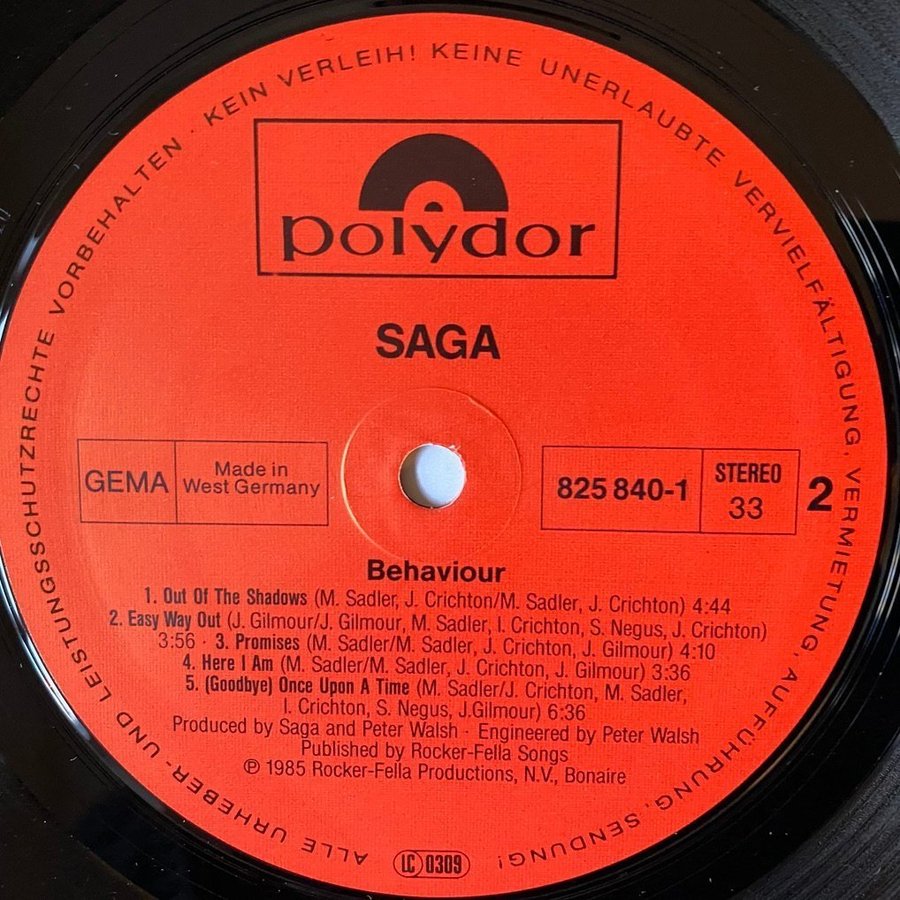 ALLE URHEBER- UND LEISTUNGSSCHUTZRECHTE VORBEHALTEN · KEIN VERLEIH! KEINE UNERLAUBTE VERVIELFÄLTIGUNG, VERMIETUNG, AUFFÜHRUNG, SENDUNG!
polydor
SAGA
GEMA
Made in
West Germany
825 840-1
STEREO
33
2
Behaviour
1. Out Of The Shadows (M. Sadler, J. Crichton/M. Sadler, J. Crichton) 4:44
2. Easy Way Out (J. Gilmour/J. Gilmour, M. Sadler, I. Crichton, S. Negus, J. Crichton)
3:56 · 3. Promises (M. Sadler/M. Sadler, J. Crichton, J. Gilmour) 4:10
4. Here I Am (M. Sadler/M. Sadler, J. Crichton, J. Gilmour) 3:36
5. (Goodbye) Once Upon A Time (M. Sadler/J. Crichton, M. Sadler,
I. Crichton, S. Negus, J.Gilmour) 6:36
Produced by Saga and Peter Walsh · Engineered by Peter Walsh
Published by Rocker-Fella Songs
℗ 1985 Rocker-Fella Productions, N.V., Bonaire
LC 0309